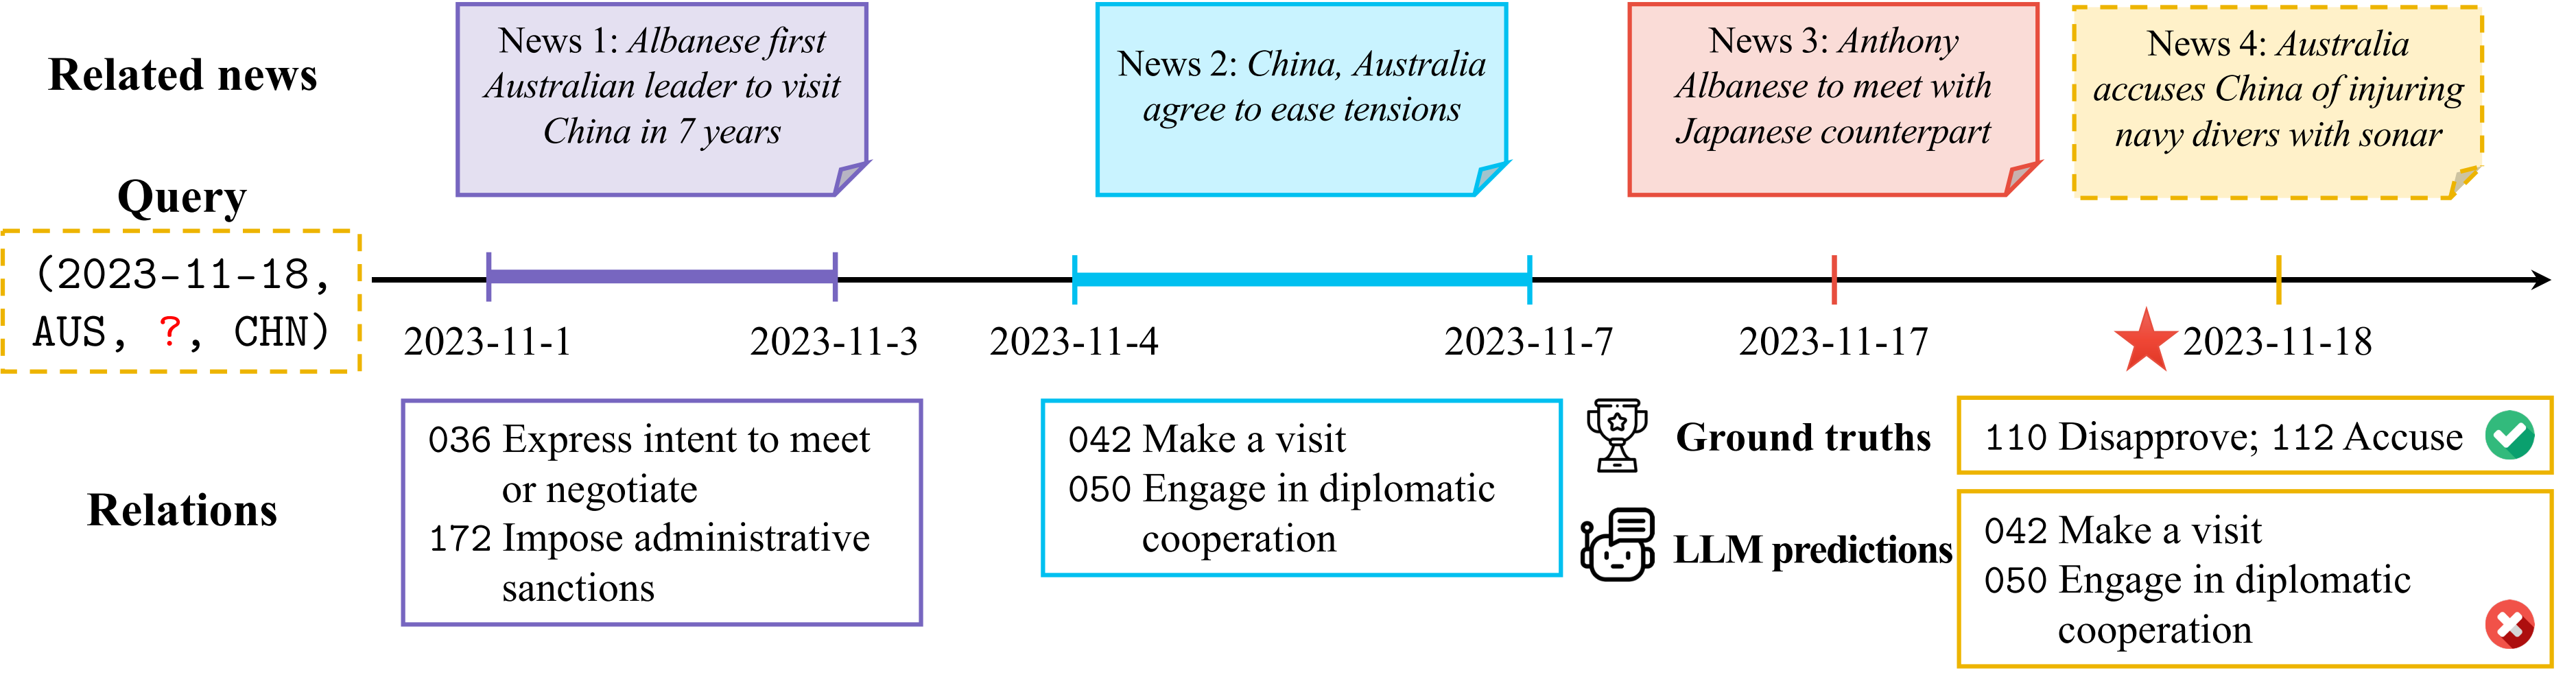 Related news
News 1: Albanese first
Australian leader to visit
China in 7 years
News 2: China, Australia
agree to ease tensions
News 3: Anthony
Albanese to meet with
Japanese counterpart
News 4: Australia
accuses China of injuring
navy divers with sonar
Query
(2023-11-18,
AUS, ?, CHN)
2023-11-1
2023-11-3
2023-11-4
2023-11-7
2023-11-17
2023-11-18
Relations
036 Express intent to meet
or negotiate
172 Impose administrative
sanctions
042 Make a visit
050 Engage in diplomatic
cooperation
Ground truths
110 Disapprove; 112 Accuse
LLM predictions
042 Make a visit
050 Engage in diplomatic
cooperation